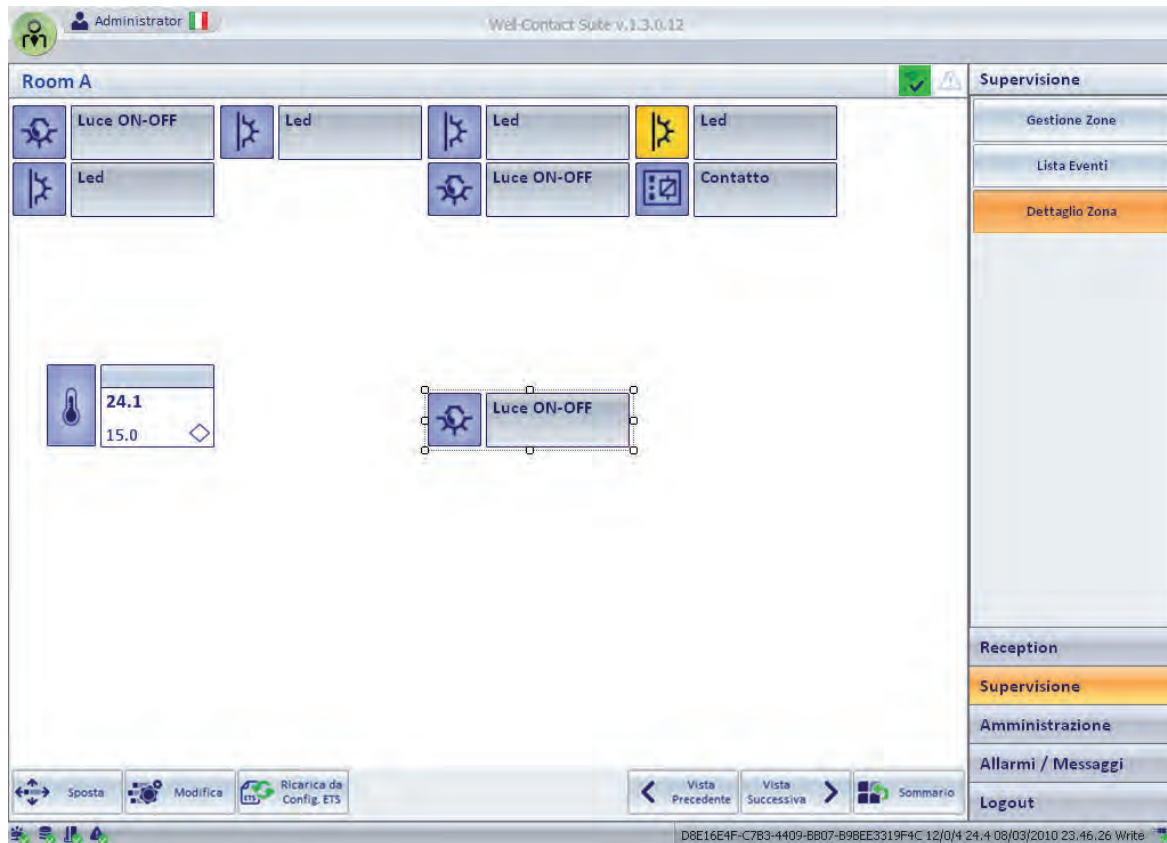 Administrator
Well-Contact Suite v.1.3.0.12
Room A
Supervisione
Luce ON-OFF
Led
Led
Led
Gestione Zone
Led
Luce ON-OFF
Contatto
Lista Eventi
Dettaglio Zona
24.1
15.0
Luce ON-OFF
Reception
Supervisione
Amministrazione
Allarmi / Messaggi
Logout
Sposta
Modifica
ETS
Ricarica da
Config. ETS
Vista
Precedente
Vista
Successiva
Sommario
D8E16E4F-C7B3-4409-BB07-B9BEE3319F4C 12/0/4 24.4 08/03/2010 23.46.26 Write